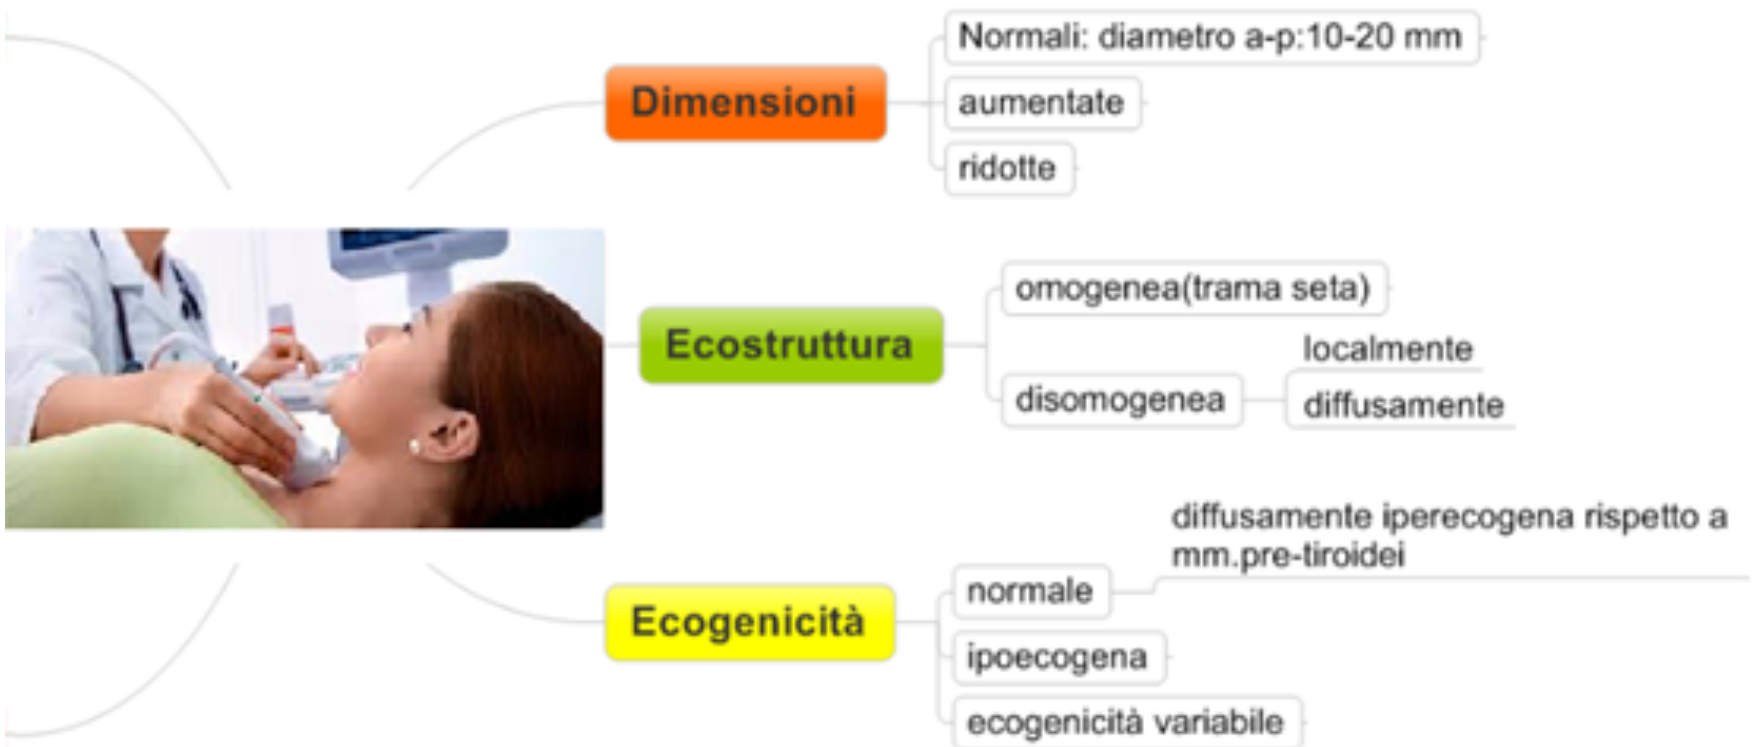 Dimensioni
Normali: diametro a-p:10-20 mm
aumentate
ridotte
Ecostruttura
omogenea(trama seta)
disomogenea
localmente
diffusamente
Ecogenicità
normale
diffusamente iperecogena rispetto a
mm.pre-tiroidei
ipoecogena
ecogenicità variabile